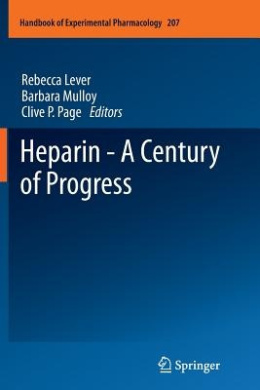 Handbook of Experimental Pharmacology 207
Rebecca Lever
Barbara Mulloy
Clive P. Page Editors
Heparin - A Century
of Progress
Springer